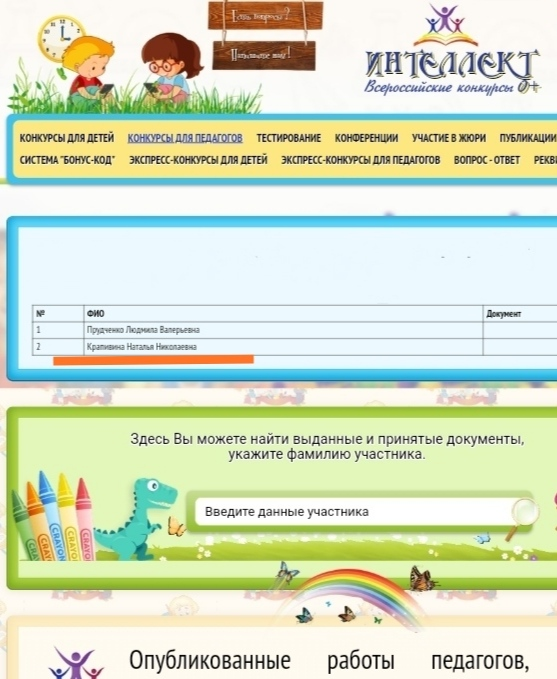 Есть вопросы?
Напишите нам!
ИНТЕЛЛЕКТ
Всероссийские конкурсы 0+
КОНКУРСЫ ДЛЯ ДЕТЕЙ КОНКУРСЫ ДЛЯ ПЕДАГОГОВ ТЕСТИРОВАНИЕ КОНФЕРЕНЦИИ УЧАСТИЕ В ЖЮРИ ПУБЛИКАЦИИ
СИСТЕМА "БОНУС-КОД" ЭКСПРЕСС-КОНКУРСЫ ДЛЯ ДЕТЕЙ ЭКСПРЕСС-КОНКУРСЫ ДЛЯ ПЕДАГОГОВ ВОПРОС - ОТВЕТ РЕКВ
№ ФИО Документ
1 Прудченко Людмила Валерьевна
2 Крапивина Наталья Николаевна
Здесь Вы можете найти выданные и принятые документы,
укажите фамилию участника.
Введите данные участника
CRAYON CRAYON CRAYON CRAYON
Опубликованные работы педагогов,